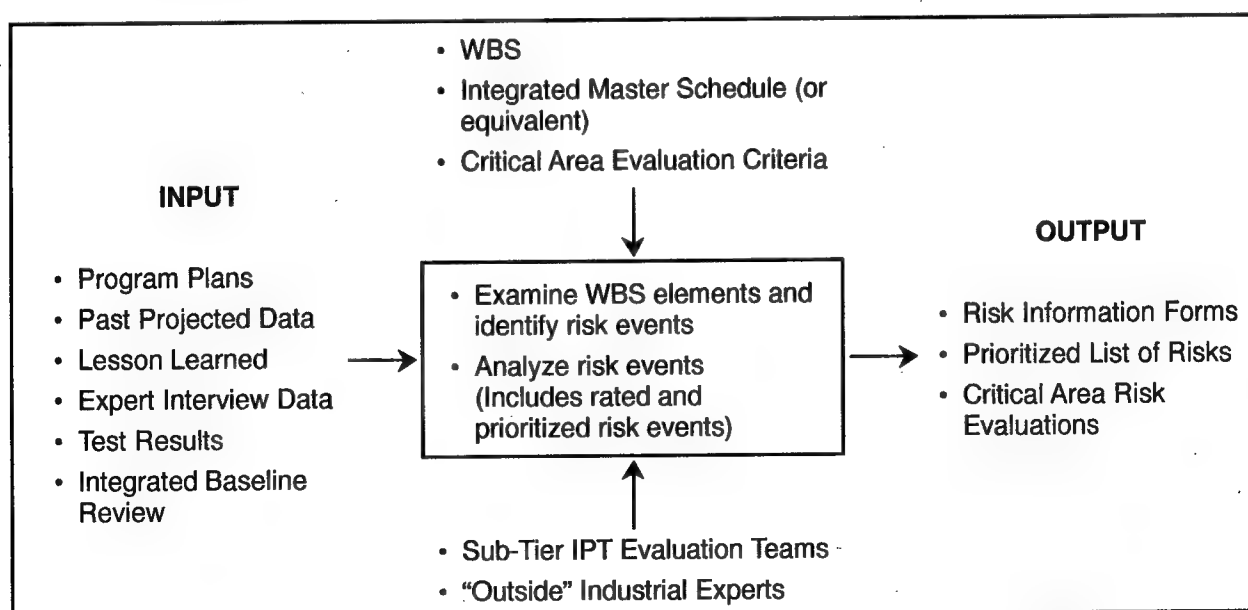 • WBS
• Integrated Master Schedule (or
equivalent)
• Critical Area Evaluation Criteria
INPUT
• Program Plans
• Past Projected Data
• Lesson Learned
• Expert Interview Data
• Test Results
• Integrated Baseline
Review
• Examine WBS elements and
identify risk events
• Analyze risk events
(Includes rated and
prioritized risk events)
OUTPUT
• Risk Information Forms
• Prioritized List of Risks
• Critical Area Risk
Evaluations
• Sub-Tier IPT Evaluation Teams
• “Outside” Industrial Experts